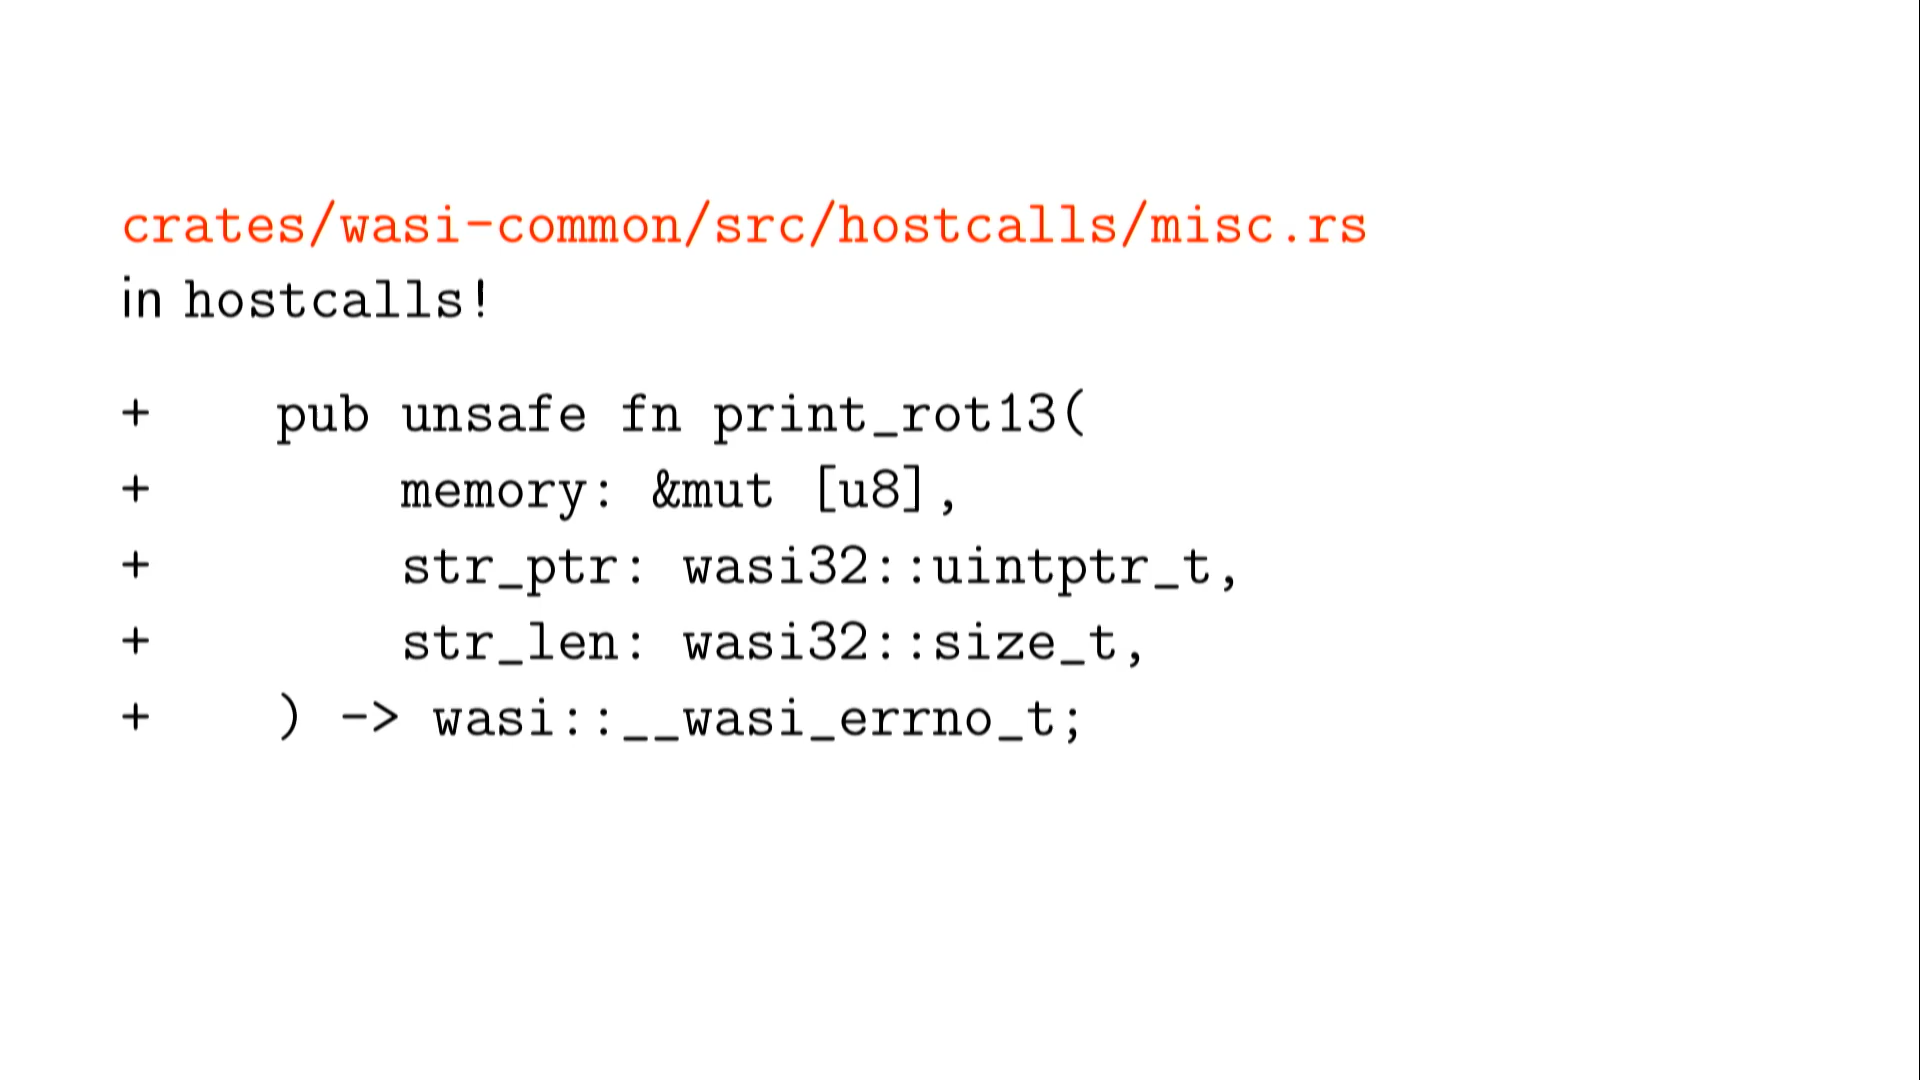 crates/wasi-common/src/hostcalls/misc.rs
in hostcalls!
+    pub unsafe fn print_rot13(
+        memory: &mut [u8],
+        str_ptr: wasi32::uintptr_t,
+        str_len: wasi32::size_t,
+    ) -> wasi::__wasi_errno_t;